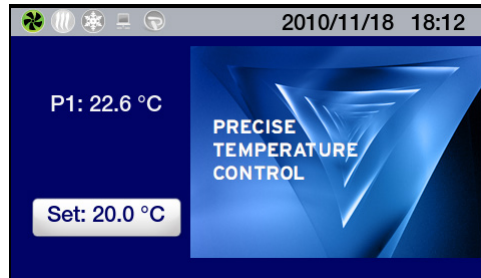 2010/11/18 18:12
P1: 22.6 °C
PRECISE
TEMPERATURE
CONTROL
Set: 20.0 °C